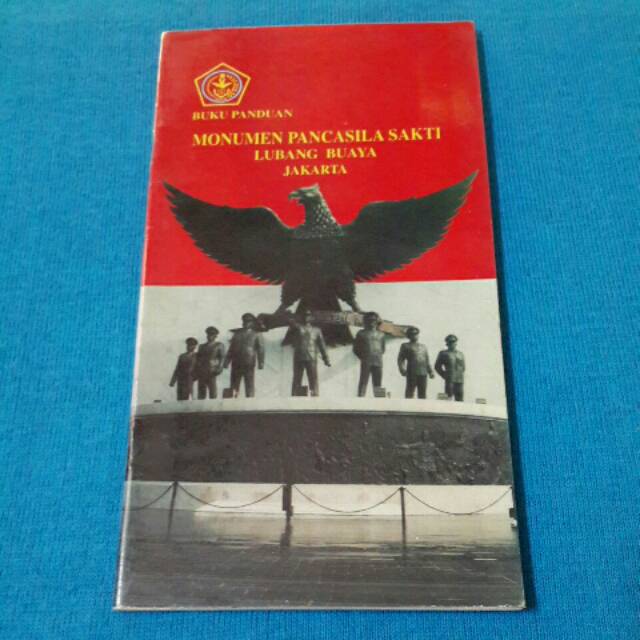 BUKU PANDUAN
MONUMEN PANCASILA SAKTI
LUBANG BUAYA
JAKARTA